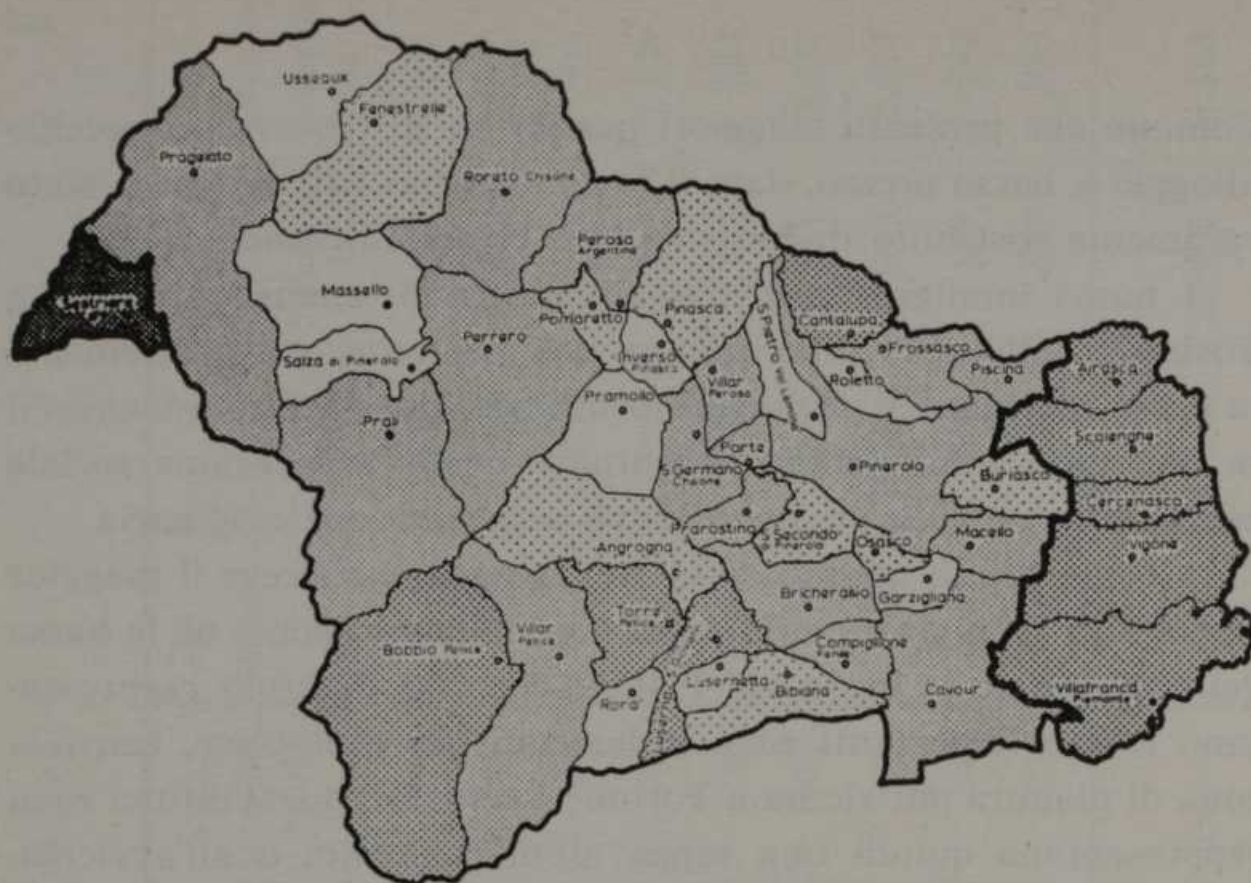 Usseaux
Fenestrelle
Pragelato
Roreto Chisone
Perosa
Argentina
Massello
Pomaretto
Pinasca
Cantalupa
Perrero
Inverso
Pinasca
Frossasco
Salza di Pinerolo
S. Pietro Val Lemina
Roletto
Piscina
Airasca
Villar
Perosa
Pramollo
Prali
Scalenghe
Porte
Pinerolo
S. Germano
Chisone
Buriasco
Cercenasco
Prarostino
S. Secondo
di Pinerolo
Osasco
Macello
Vigone
Angrogna
Bricherasio
Garzigliana
Torre
Pellice
Villar
Pellice
Bobbio Pellice
Campiglione
Fenile
Lusernetta
Bibiana
Rorà
Cavour
Villafranca
Piemonte